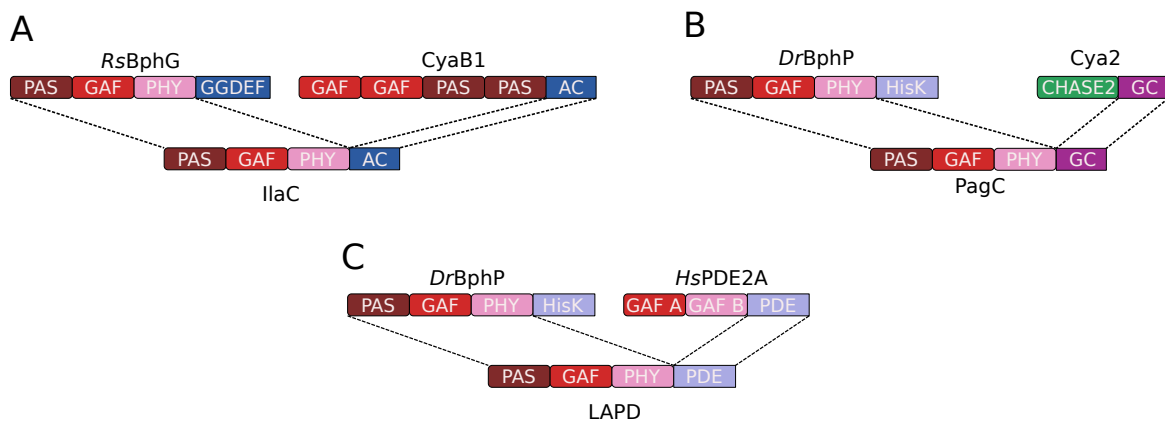 A
RsBphG CyaB1
PAS GAF PHY GGDEF GAF GAF PAS PAS AC
PAS GAF PHY AC
IlaC
B
DrBphP Cya2
PAS GAF PHY HisK CHASE2 GC
PAS GAF PHY GC
PagC
C
DrBphP HsPDE2A
PAS GAF PHY HisK GAF A GAF B PDE
PAS GAF PHY PDE
LAPD